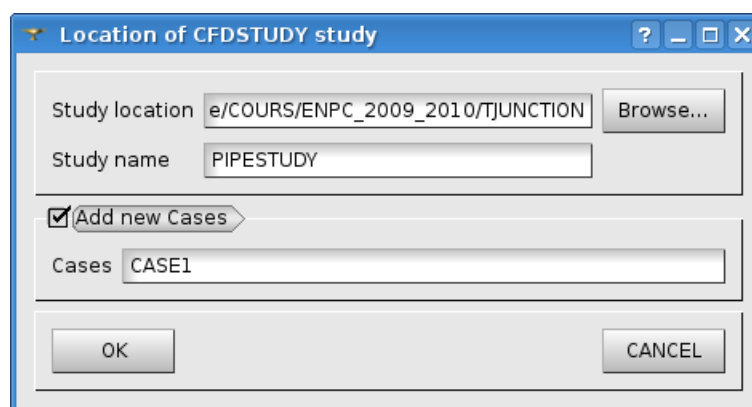 Location of CFDSTUDY study
Study location e/COURS/ENPC_2009_2010/TJUNCTION Browse...
Study name PIPESTUDY
Add new Cases
Cases CASE1
OK CANCEL